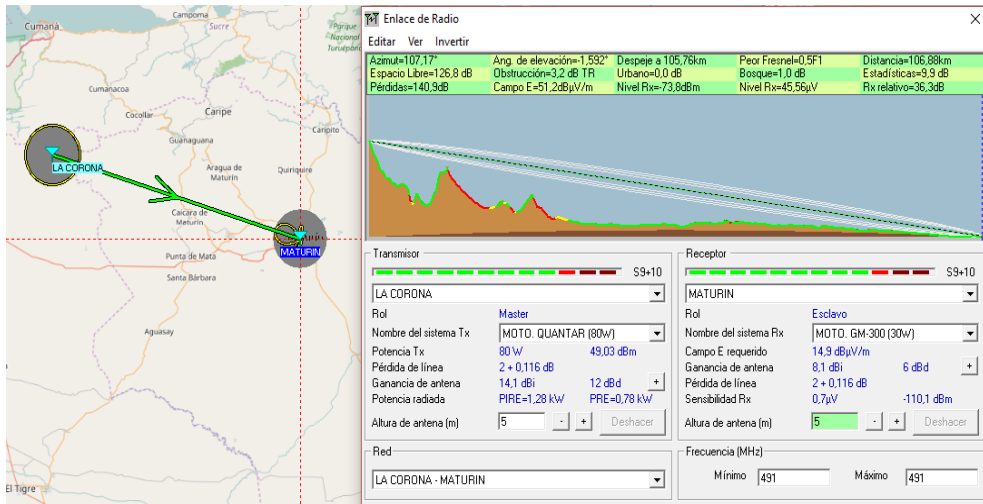 Campoma
Cumaná
Sucre
Parque
Nacional
Turuépano
Cumanacoa
Cocollar
Caripe
Guanaguana
Caripito
LA CORONA
Aragua de
Maturín
Quiriquire
Caicara de
Maturín
MATURIN
Punta de Mata
Santa Bárbara
Aguasay
El Tigre
Enlace de Radio
Editar Ver Invertir
Azimut=107,17° Ang. de elevación=-1,592° Despeje a 105,76km Peor Fresnel=0,5F1 Distancia=106,88km
Espacio Libre=126,8 dB Obstrucción=3,2 dB TR Urbano=0,0 dB Bosque=1,0 dB Estadísticas=9,9 dB
Pérdidas=140,9dB Campo E=51,2dBµV/m Nivel Rx=-73,8dBm Nivel Rx=45,56µV Rx relativo=36,3dB
Transmisor
S9+10
LA CORONA
Rol Master
Nombre del sistema Tx MOTO. QUANTAR (80W)
Potencia Tx 80 W 49,03 dBm
Pérdida de línea 2 + 0,116 dB
Ganancia de antena 14,1 dBi 12 dBd +
Potencia radiada PIRE=1,28 kW PRE=0,78 kW
Altura de antena (m) 5 - + Deshacer
Red
LA CORONA - MATURIN
Receptor
S9+10
MATURIN
Rol Esclavo
Nombre del sistema Rx MOTO. GM-300 (30W)
Campo E requerido 14,9 dBµV/m
Ganancia de antena 8,1 dBi 6 dBd +
Pérdida de línea 2 + 0,116 dB
Sensibilidad Rx 0,7µV -110,1 dBm
Altura de antena (m) 5 - + Deshacer
Frecuencia (MHz)
Mínimo 491 Máximo 491